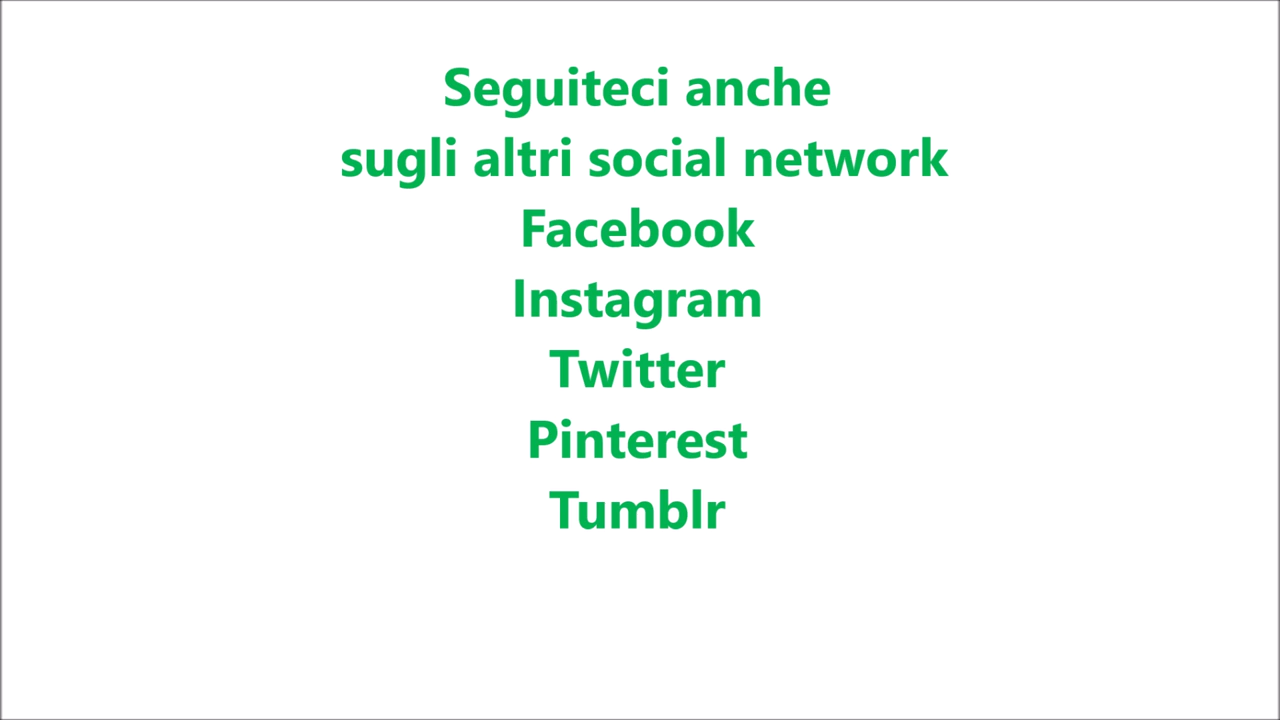 Seguiteci anche
sugli altri social network
Facebook
Instagram
Twitter
Pinterest
Tumblr